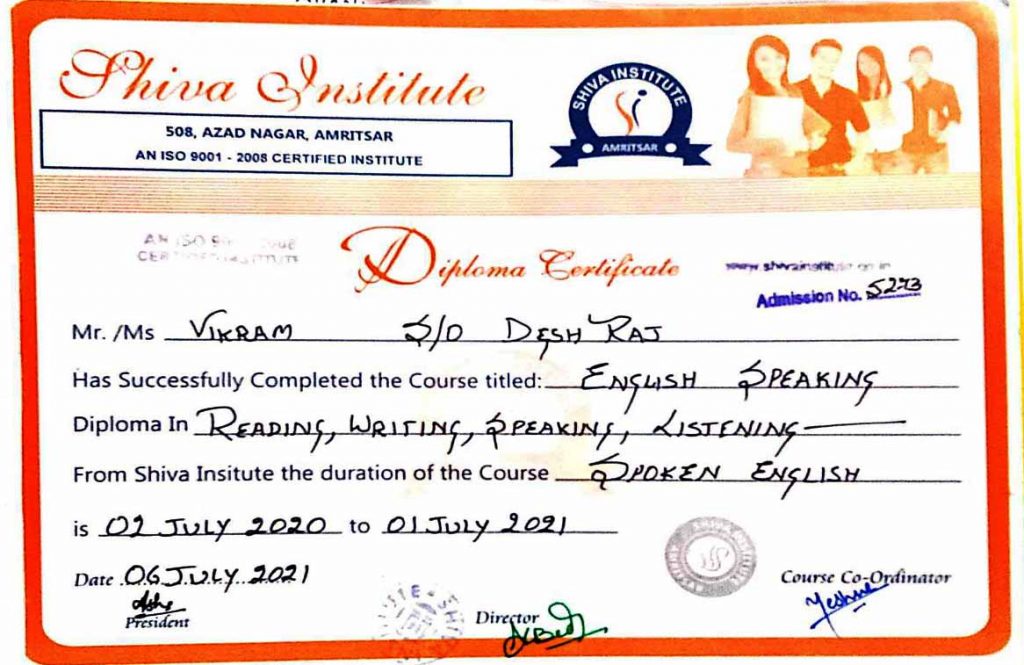 Shiva Institute
508, AZAD NAGAR, AMRITSAR
AN ISO 9001 - 2008 CERTIFIED INSTITUTE
SHIVA INSTITUTE
AMRITSAR
AN ISO
Diploma Certificate
Admission No. 5273
Mr. /Ms VIKRAM S/O DESH RAJ
Has Successfully Completed the Course titled: ENGLISH SPEAKING
Diploma In READING, WRITING, SPEAKING, LISTENING
From Shiva Insitute the duration of the Course SPOKEN ENGLISH
is 02 JULY 2020 to 01 JULY 2021
Date 06 JULY 2021
Course Co-Ordinator
President
Director